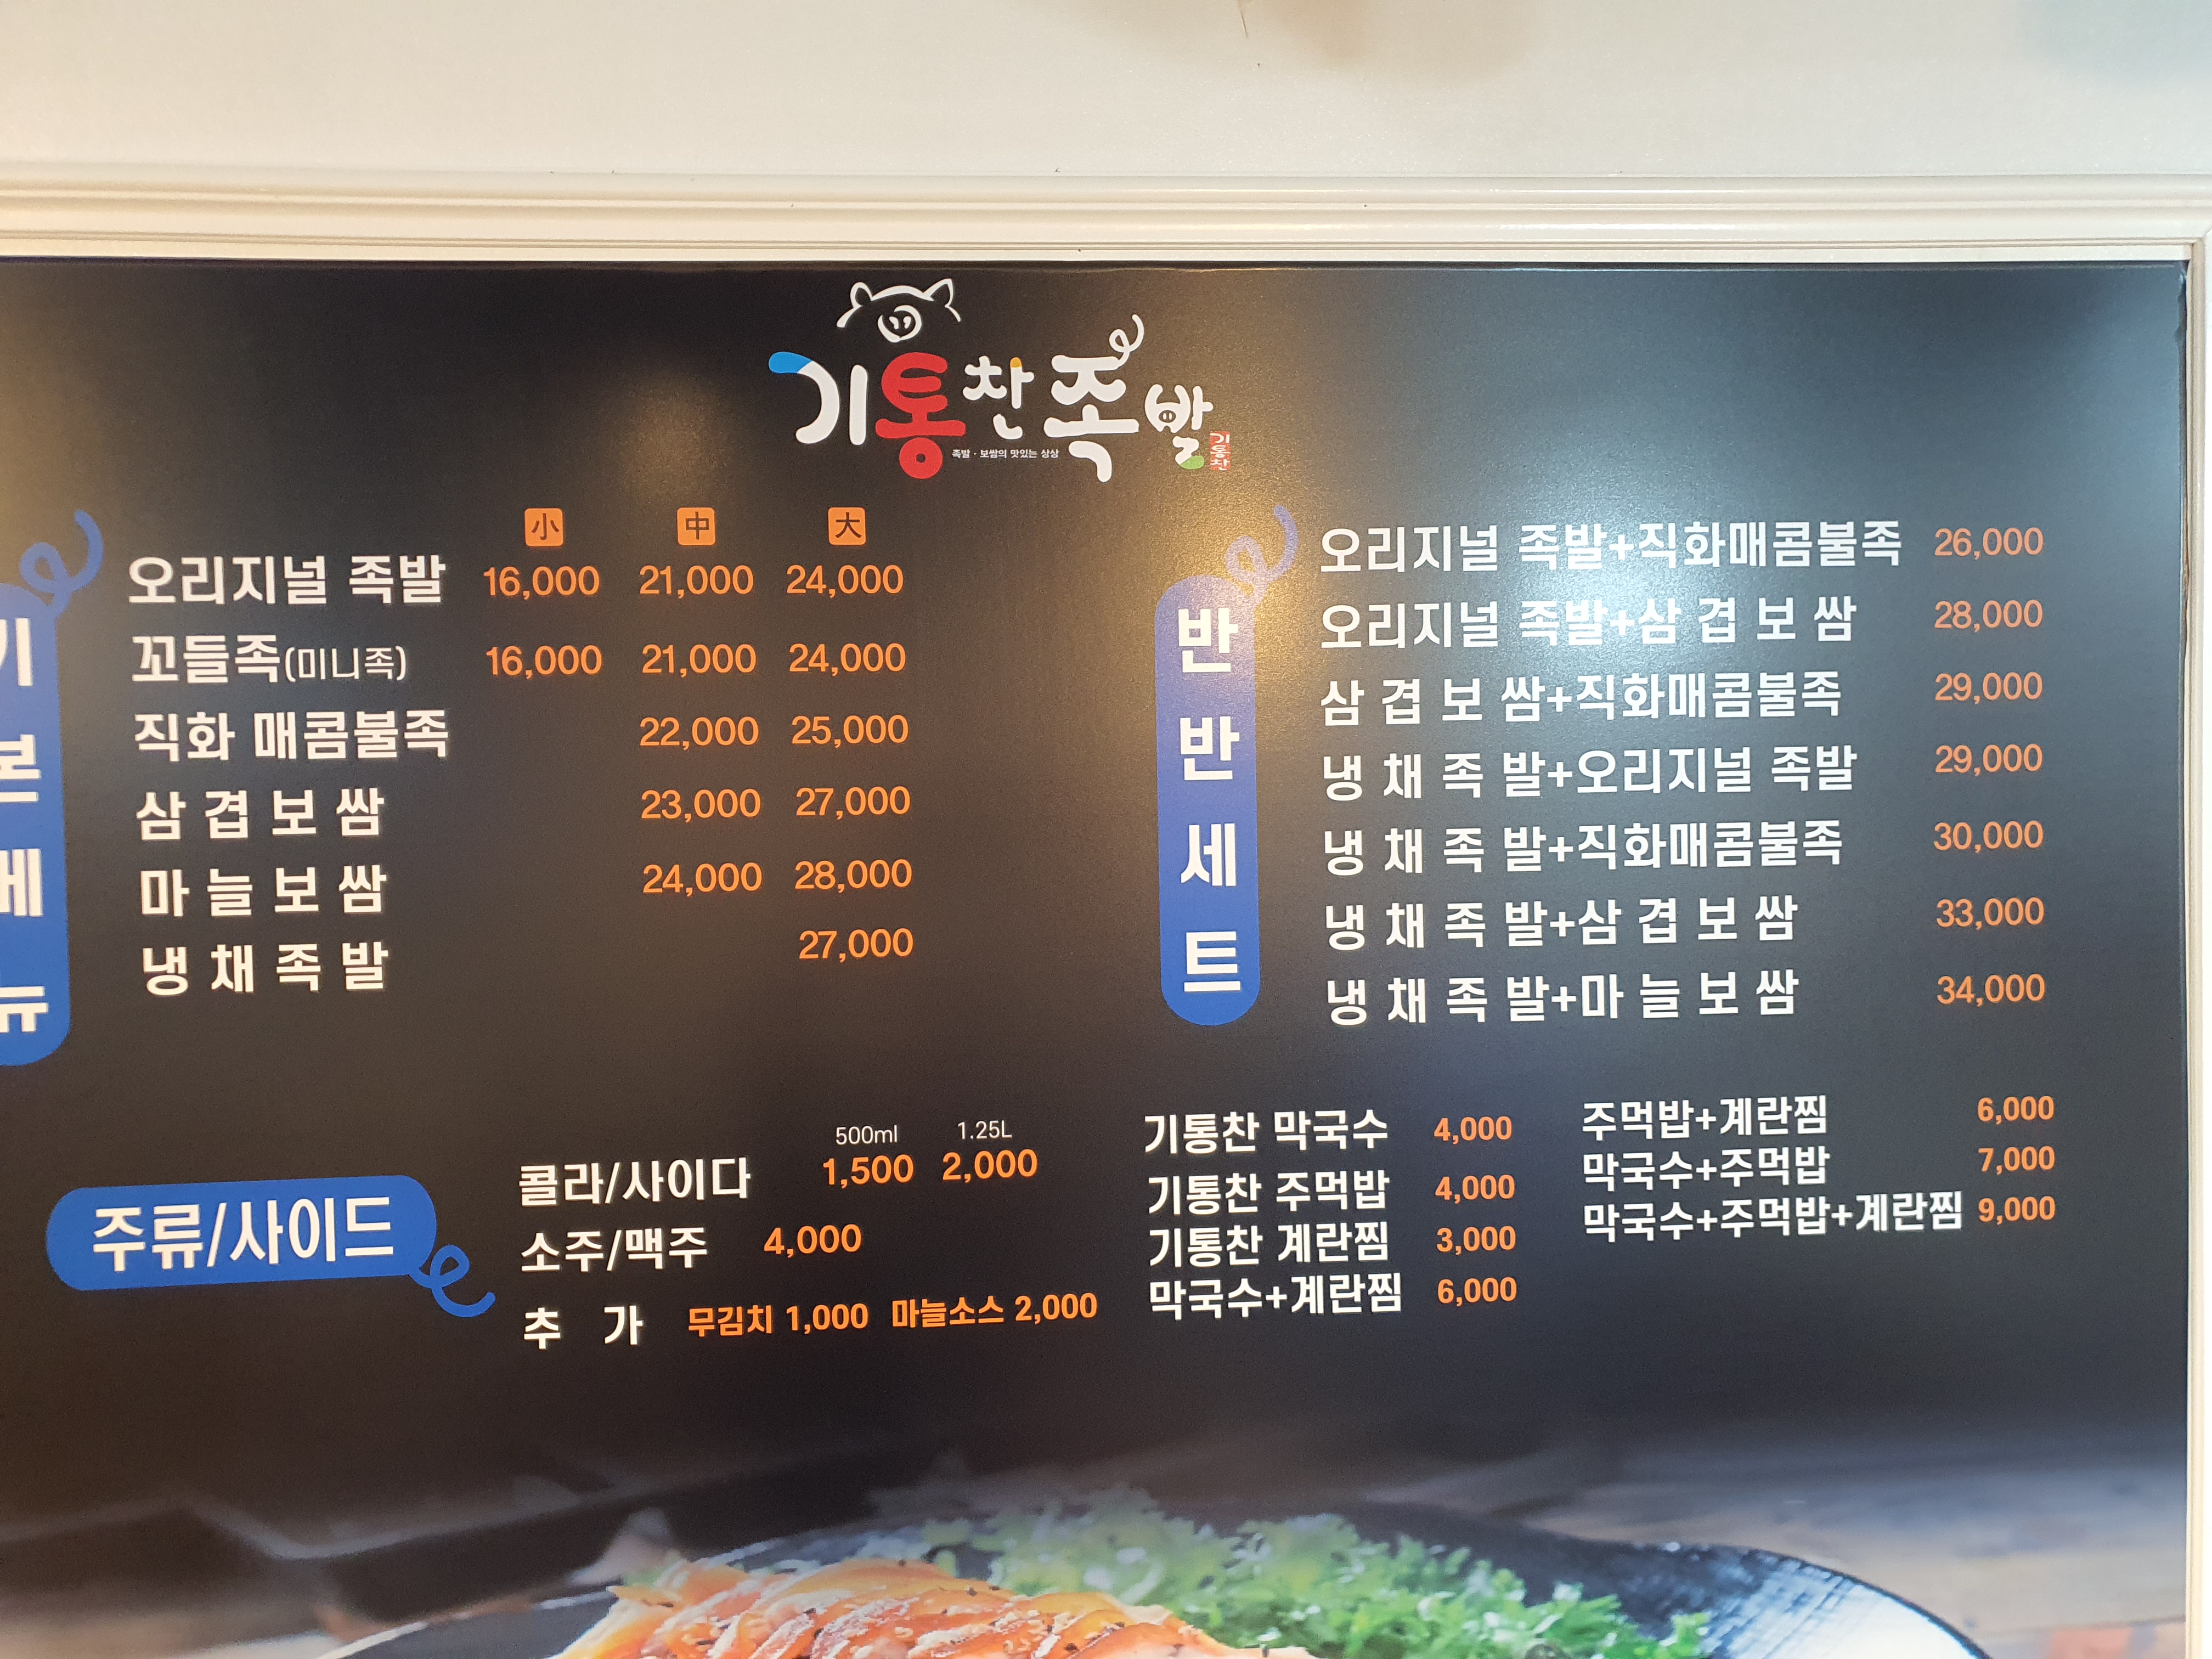 기통찬족발
족발 · 보쌈의 맛있는 상상
기통찬
기본메뉴
小 中 大
오리지널 족발 16,000 21,000 24,000
꼬들족(미니족) 16,000 21,000 24,000
직화 매콤불족 22,000 25,000
삼겹보쌈 23,000 27,000
마늘보쌈 24,000 28,000
냉채족발 27,000
반반세트
오리지널 족발+직화매콤불족 26,000
오리지널 족발+삼겹보쌈 28,000
삼겹보쌈+직화매콤불족 29,000
냉채족발+오리지널 족발 29,000
냉채족발+직화매콤불족 30,000
냉채족발+삼겹보쌈 33,000
냉채족발+마늘보쌈 34,000
주류/사이드
500ml 1.25L
콜라/사이다 1,500 2,000
소주/맥주 4,000
추 가 무김치 1,000 마늘소스 2,000
기통찬 막국수 4,000
기통찬 주먹밥 4,000
기통찬 계란찜 3,000
막국수+계란찜 6,000
주먹밥+계란찜 6,000
막국수+주먹밥 7,000
막국수+주먹밥+계란찜 9,000